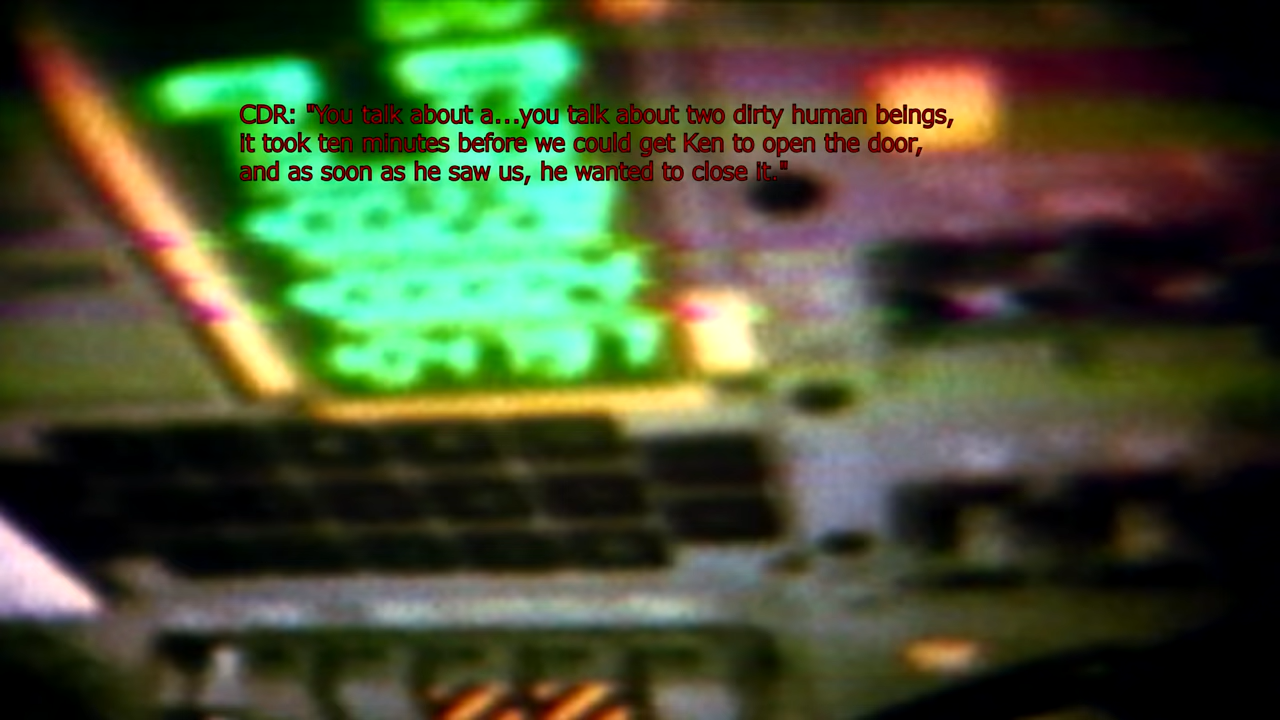 CDR: "You talk about a...you talk about two dirty human beings,
it took ten minutes before we could get Ken to open the door,
and as soon as he saw us, he wanted to close it."